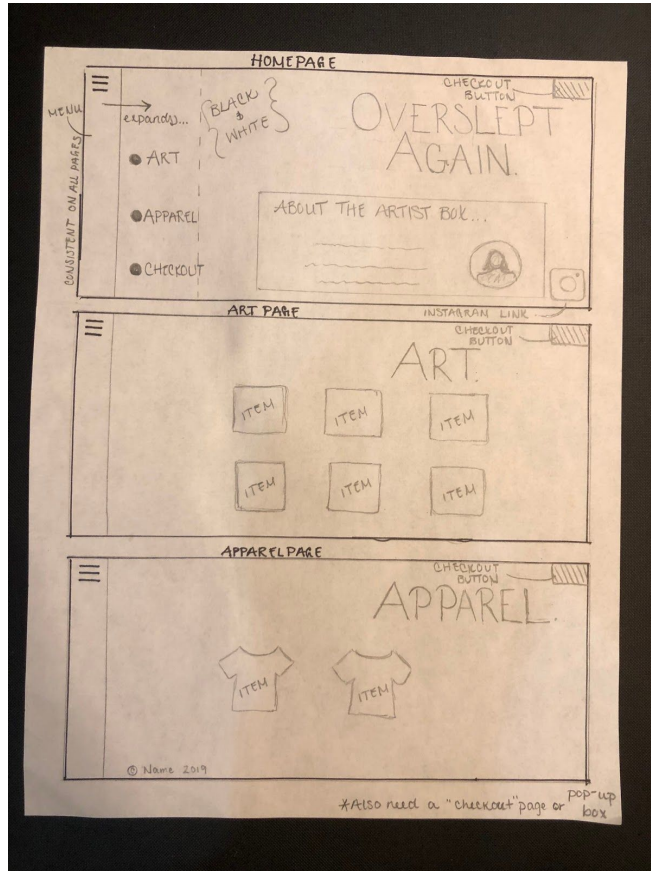 HOMEPAGE
MENU
CONSISTENT ON ALL PAGES
expands...
BLACK
&
WHITE
ART
APPAREL
CHECKOUT
CHECKOUT
BUTTON
OVERSLEPT
AGAIN.
ABOUT THE ARTIST BOX...
INSTAGRAM LINK
ART PAGE
CHECKOUT
BUTTON
ART.
ITEM ITEM ITEM
ITEM ITEM ITEM
APPAREL PAGE
CHECKOUT
BUTTON
APPAREL.
ITEM ITEM
© Name 2019
*Also need a "checkout" page or pop-up
box